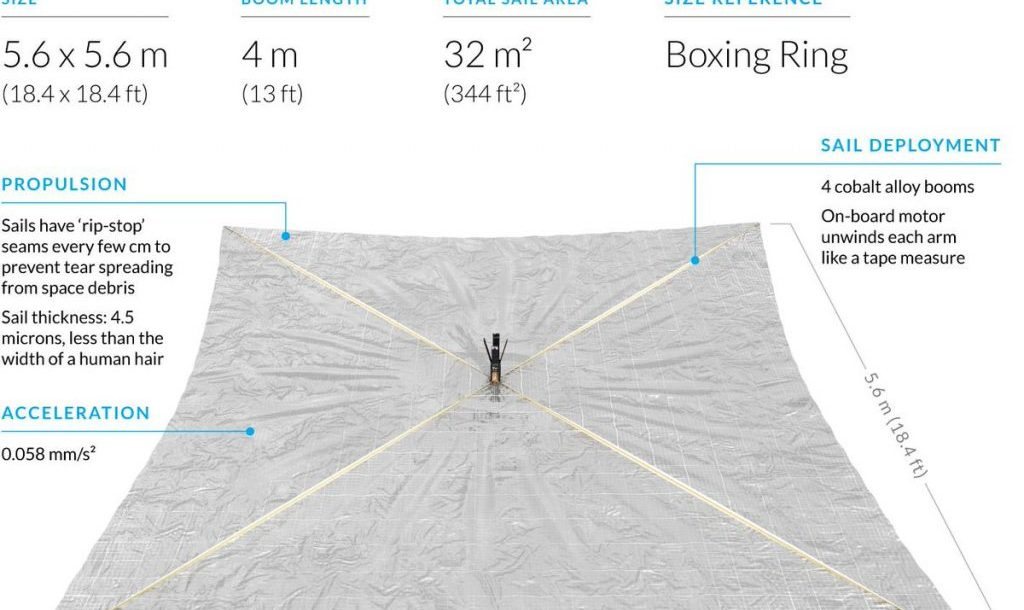 SIZE
BOOM LENGTH
TOTAL SAIL AREA
SIZE REFERENCE
5.6 x 5.6 m
4 m
32 m²
Boxing Ring
(18.4 x 18.4 ft)
(13 ft)
(344 ft²)
SAIL DEPLOYMENT
4 cobalt alloy booms
On-board motor
unwinds each arm
like a tape measure
PROPULSION
Sails have ‘rip-stop’
seams every few cm to
prevent tear spreading
from space debris
Sail thickness: 4.5
microns, less than the
width of a human hair
ACCELERATION
0.058 mm/s²
5.6 m (18.4 ft)